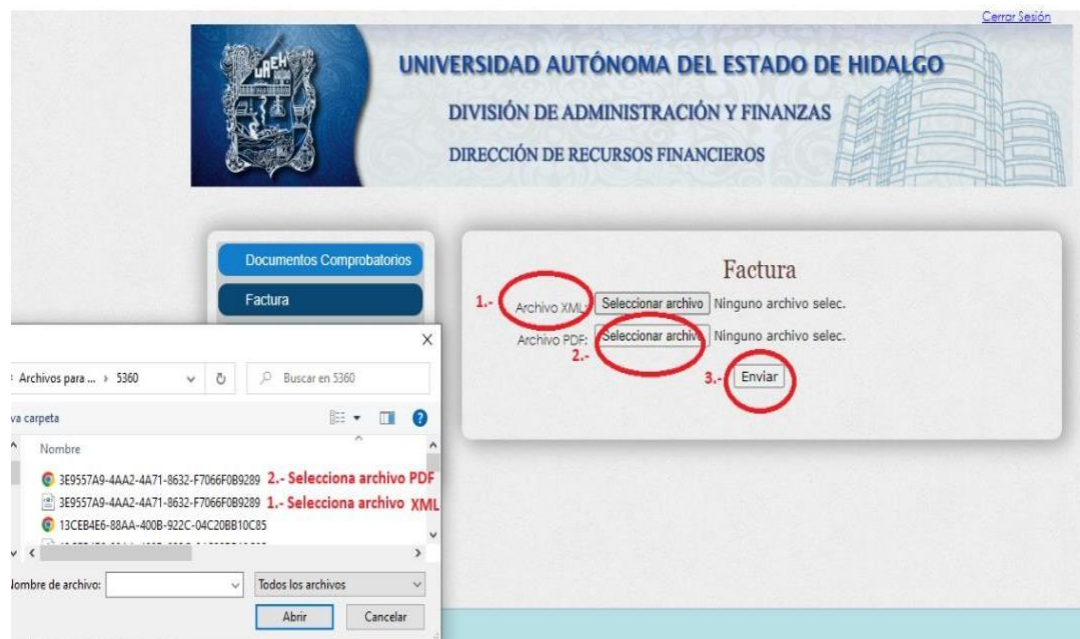 Cerrar Sesión
UAEH
UNIVERSIDAD AUTÓNOMA DEL ESTADO DE HIDALGO
DIVISIÓN DE ADMINISTRACIÓN Y FINANZAS
DIRECCIÓN DE RECURSOS FINANCIEROS
Documentos Comprobatorios
Factura
Factura
1.- Archivo XML: Seleccionar archivo Ninguno archivo selec.
Archivo PDF: Seleccionar archivo Ninguno archivo selec.
2.-
3.- Enviar
Archivos para ... › 5360 Buscar en 5360
va carpeta
Nombre
3E9557A9-4AA2-4A71-8632-F7066F0B9289 2.- Selecciona archivo PDF
3E9557A9-4AA2-4A71-8632-F7066F0B9289 1.- Selecciona archivo XML
13CEB4E6-88AA-400B-922C-04C20BB10C85
Nombre de archivo: Todos los archivos
Abrir Cancelar